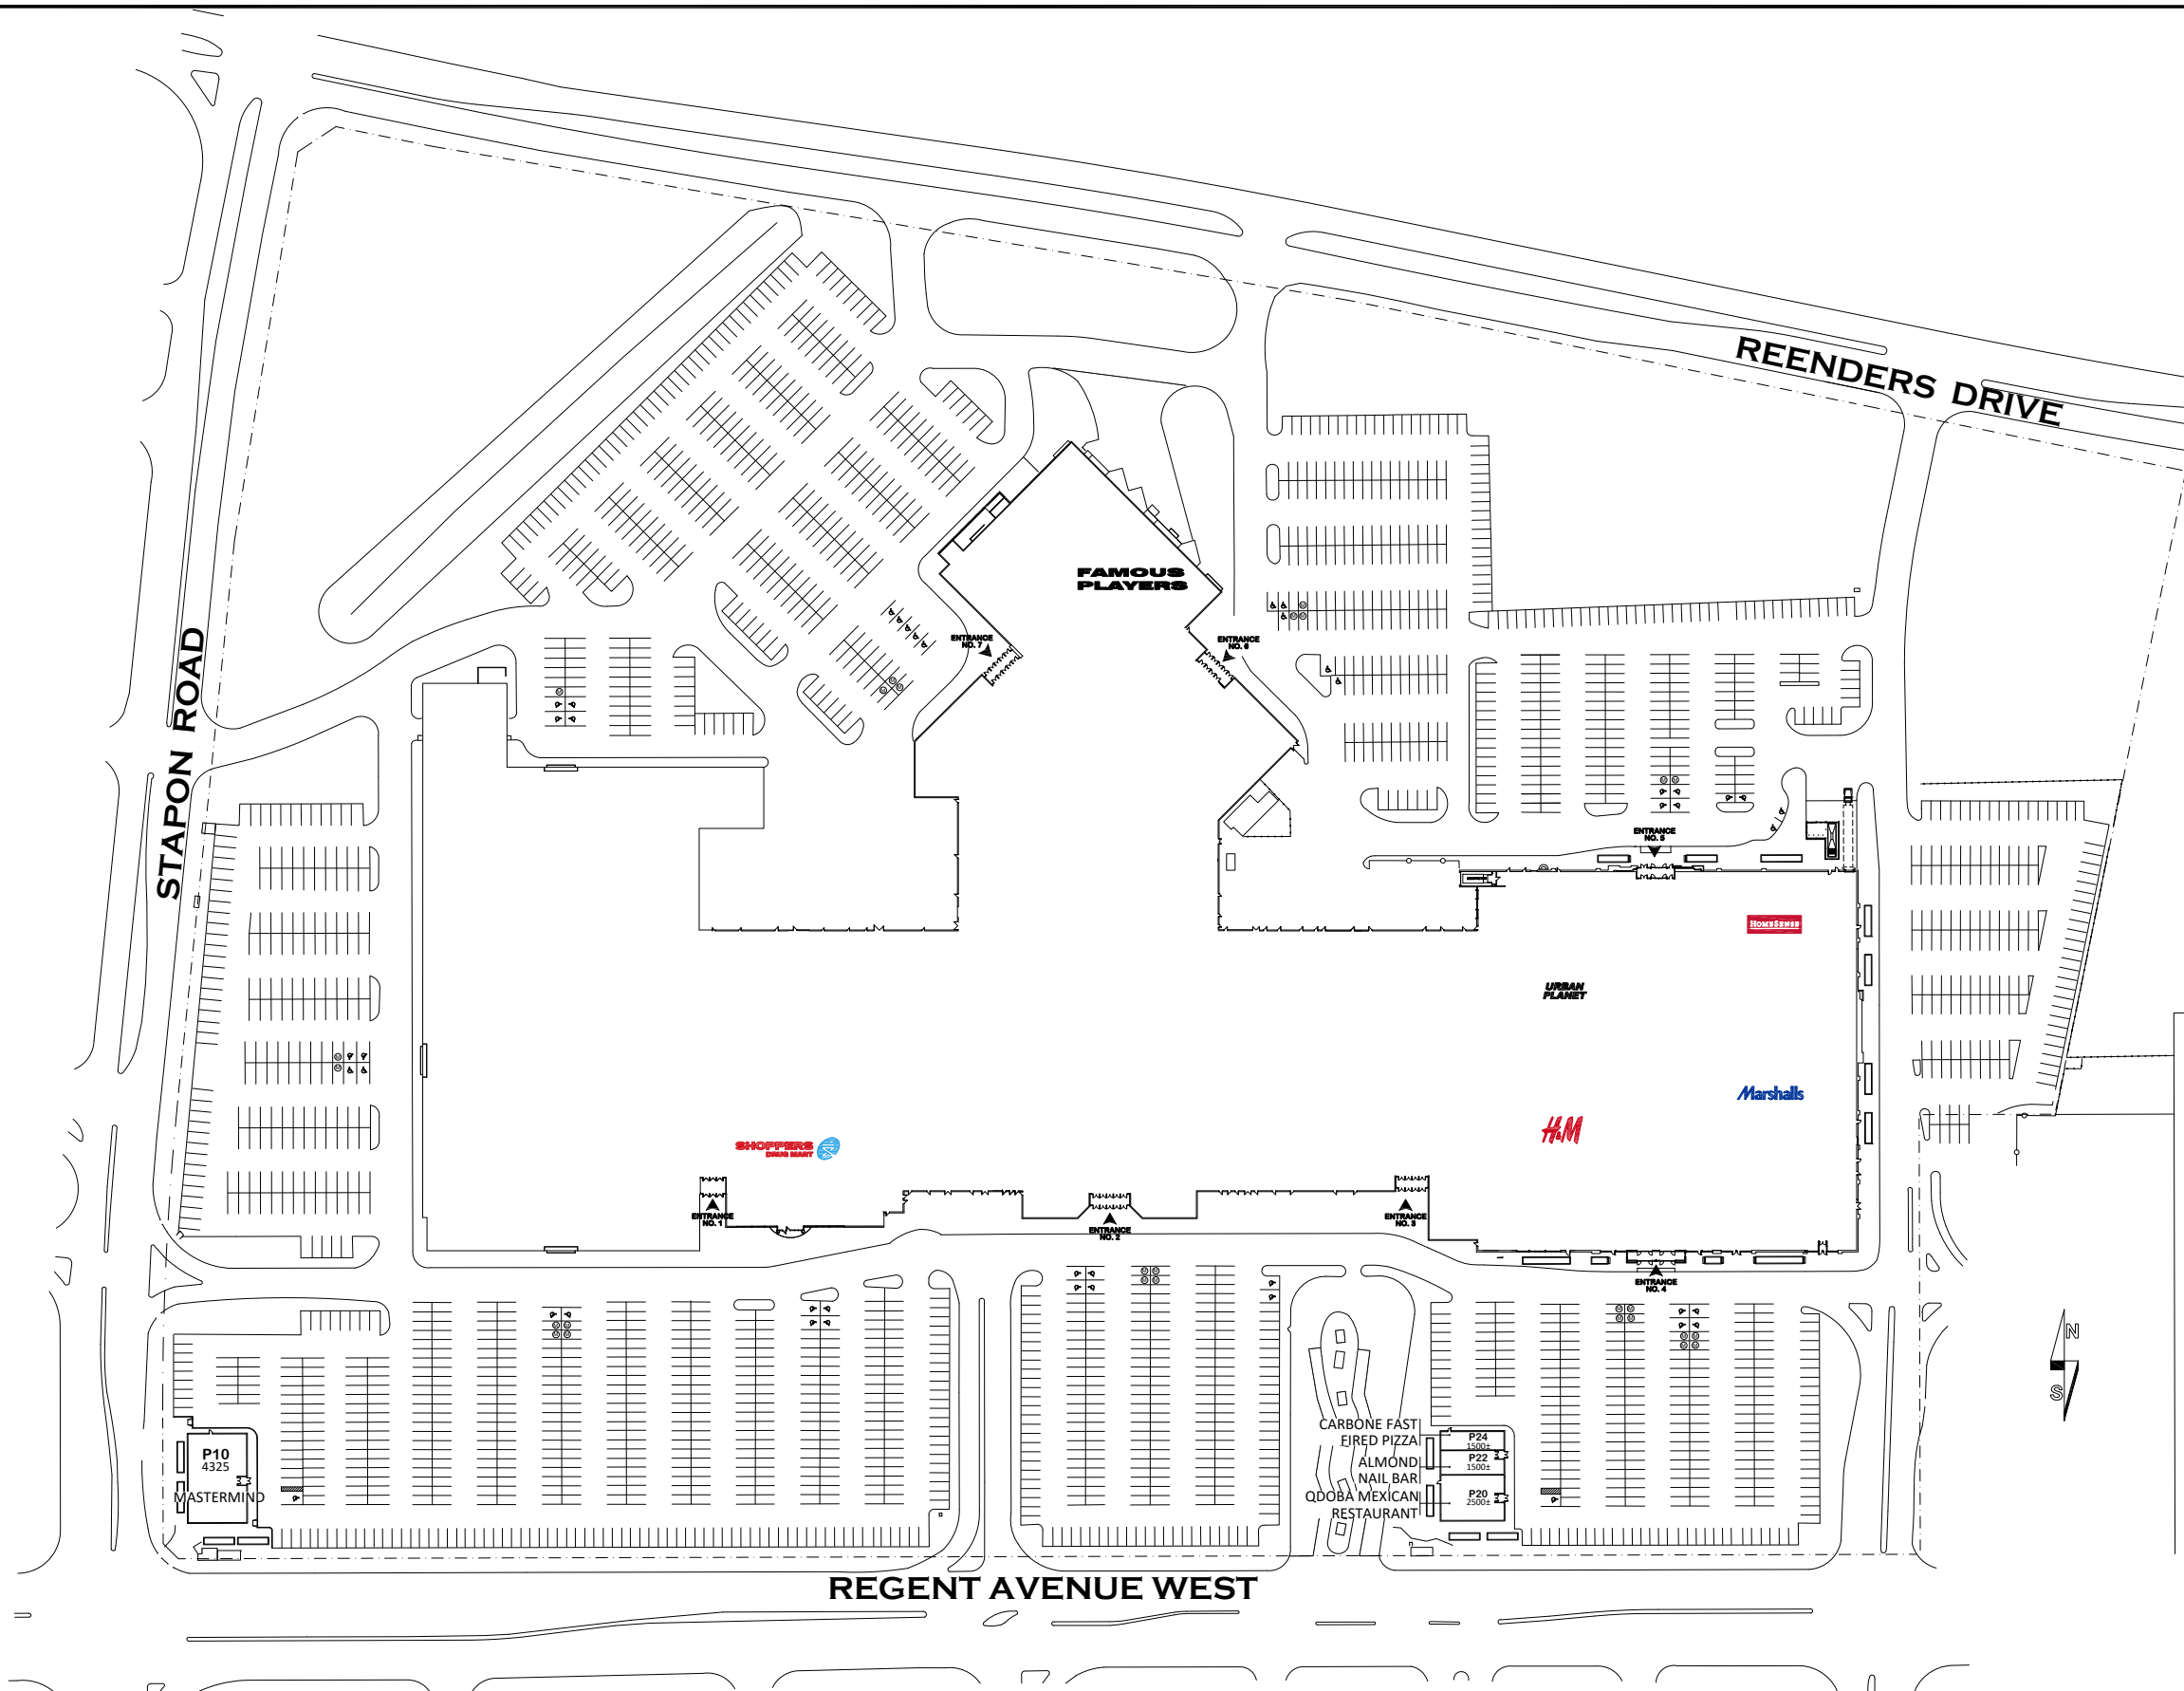 REENDERS DRIVE
STAPON ROAD
FAMOUS
PLAYERS
ENTRANCE
NO. 7
ENTRANCE
NO. 6
ENTRANCE
NO. 5
HOMESENSE
URBAN
PLANET
Marshalls
H&M
SHOPPERS
DRUG MART
ENTRANCE
NO. 1
ENTRANCE
NO. 2
ENTRANCE
NO. 3
ENTRANCE
NO. 4
N
S
P10
4325
MASTERMIND
CARBONE FAST
FIRED PIZZA
P24
1500±
ALMOND
NAIL BAR
P22
1500±
QDOBA MEXICAN
RESTAURANT
P20
2500±
REGENT AVENUE WEST